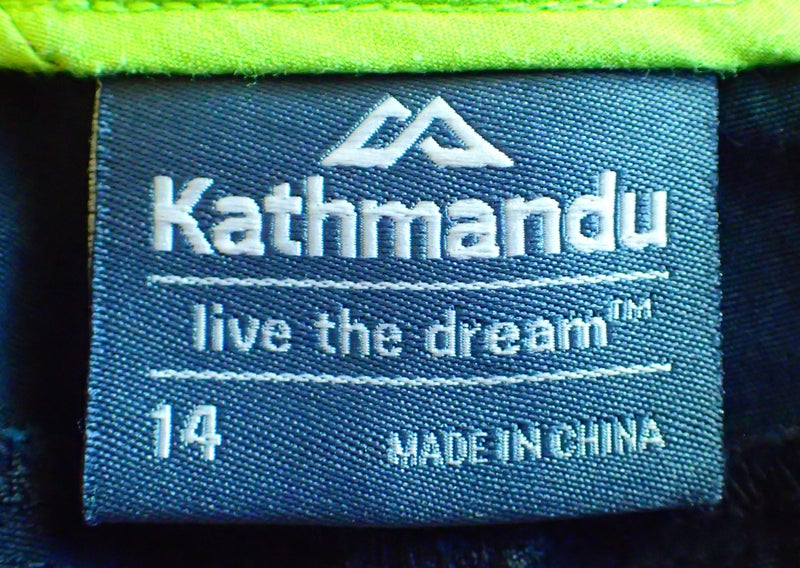 Kathmandu
live the dream™
14 MADE IN CHINA